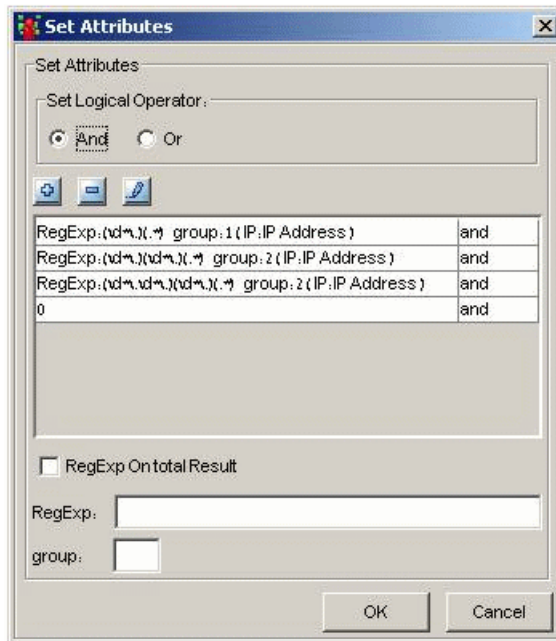 Set Attributes
Set Attributes
Set Logical Operator:
And Or
RegExp:(\d*\.)(.*) group:1(IP:IP Address) and
RegExp:(\d*\.)(\d*\.)(.*) group:2(IP:IP Address) and
RegExp:(\d*\.\d*\.)(\d*\.)(.*) group:2(IP:IP Address) and
0 and
RegExp On total Result
RegExp:
group:
OK Cancel